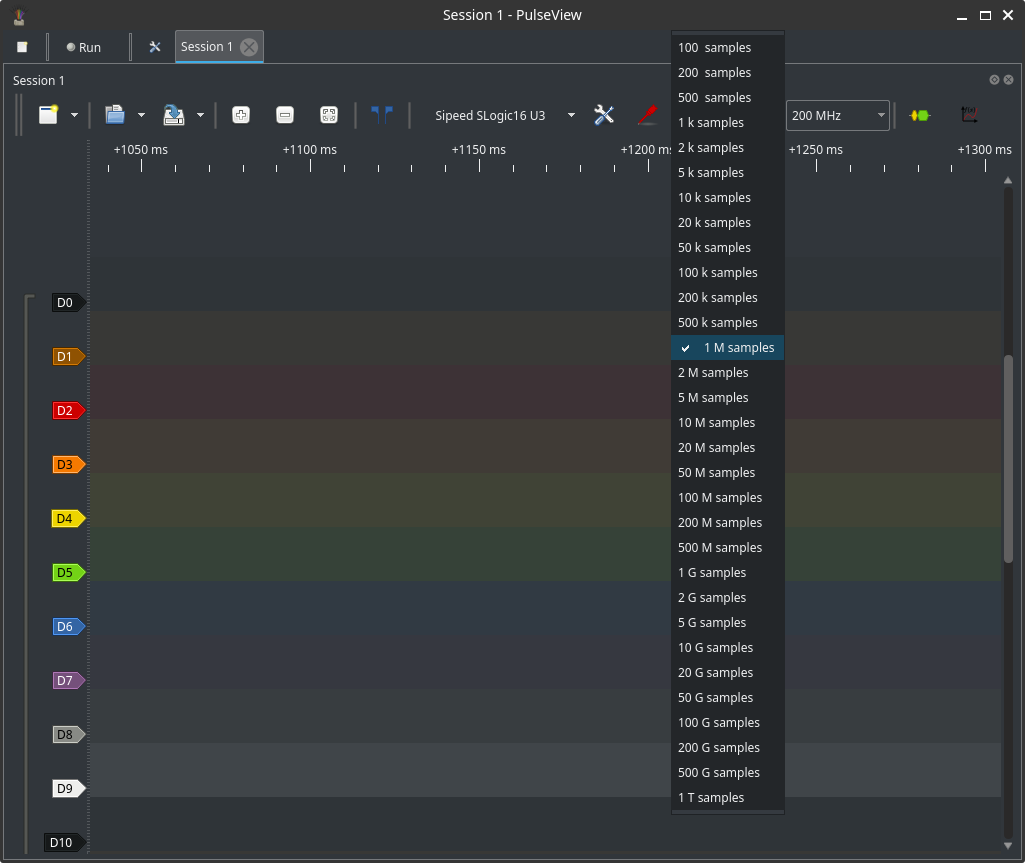 Session 1 - PulseView
Run
Session 1
Session 1
Sipeed SLogic16 U3
200 MHz
+1050 ms
+1100 ms
+1150 ms
+1200 ms
+1250 ms
+1300 ms
100 samples
200 samples
500 samples
1 k samples
2 k samples
5 k samples
10 k samples
20 k samples
50 k samples
100 k samples
200 k samples
500 k samples
1 M samples
2 M samples
5 M samples
10 M samples
20 M samples
50 M samples
100 M samples
200 M samples
500 M samples
1 G samples
2 G samples
5 G samples
10 G samples
20 G samples
50 G samples
100 G samples
200 G samples
500 G samples
1 T samples
D0
D1
D2
D3
D4
D5
D6
D7
D8
D9
D10